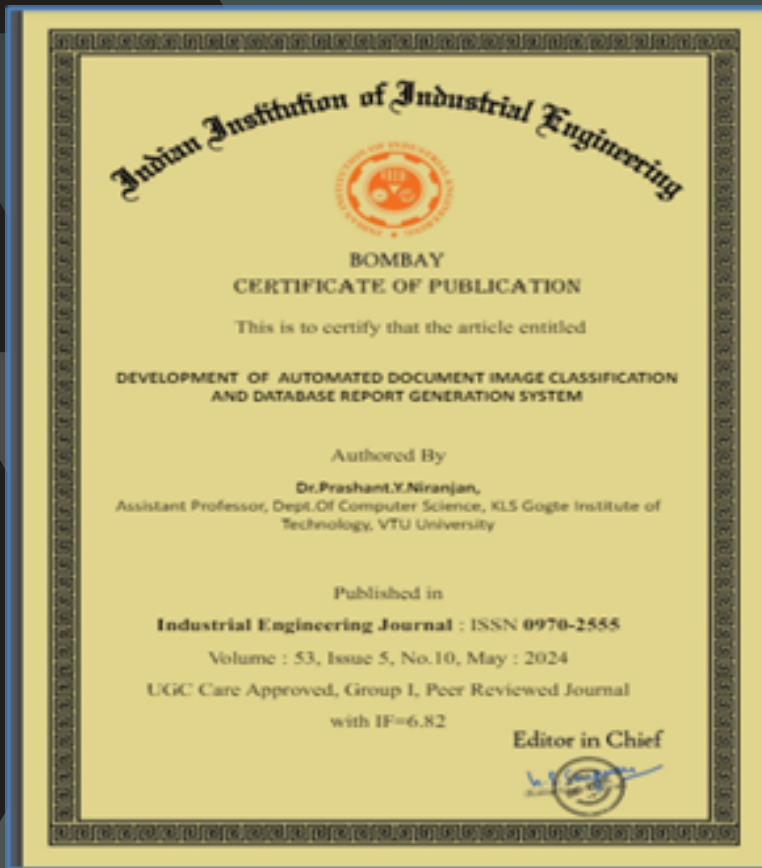 Indian Institution of Industrial Engineering
BOMBAY
CERTIFICATE OF PUBLICATION
This is to certify that the article entitled
DEVELOPMENT OF AUTOMATED DOCUMENT IMAGE CLASSIFICATION
AND DATABASE REPORT GENERATION SYSTEM
Authored By
Dr.Prashant.Y.Niranjan,
Assistant Professor, Dept.Of Computer Science, KLS Gogte Institute of
Technology, VTU University
Published in
Industrial Engineering Journal : ISSN 0970-2555
Volume : 53, Issue 5, No.10, May : 2024
UGC Care Approved, Group I, Peer Reviewed Journal
with IF=6.82
Editor in Chief